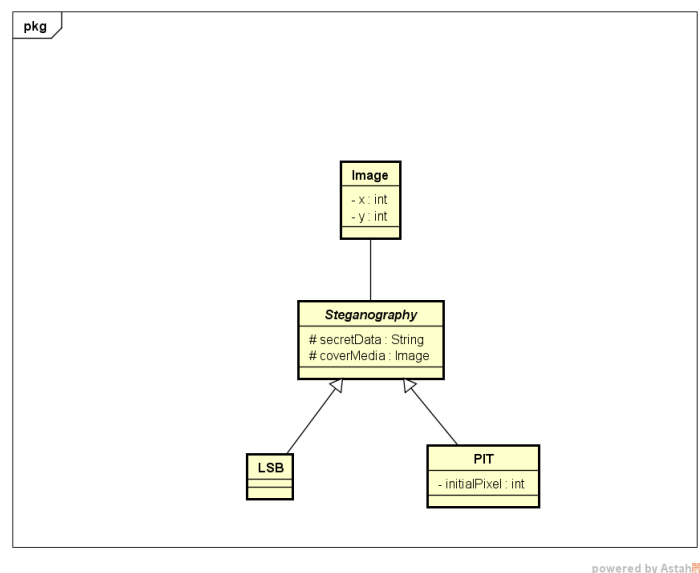 pkg
Image
- x : int
- y : int
Steganography
# secretData : String
# coverMedia : Image
LSB
PIT
- initialPixel : int
powered by Astah